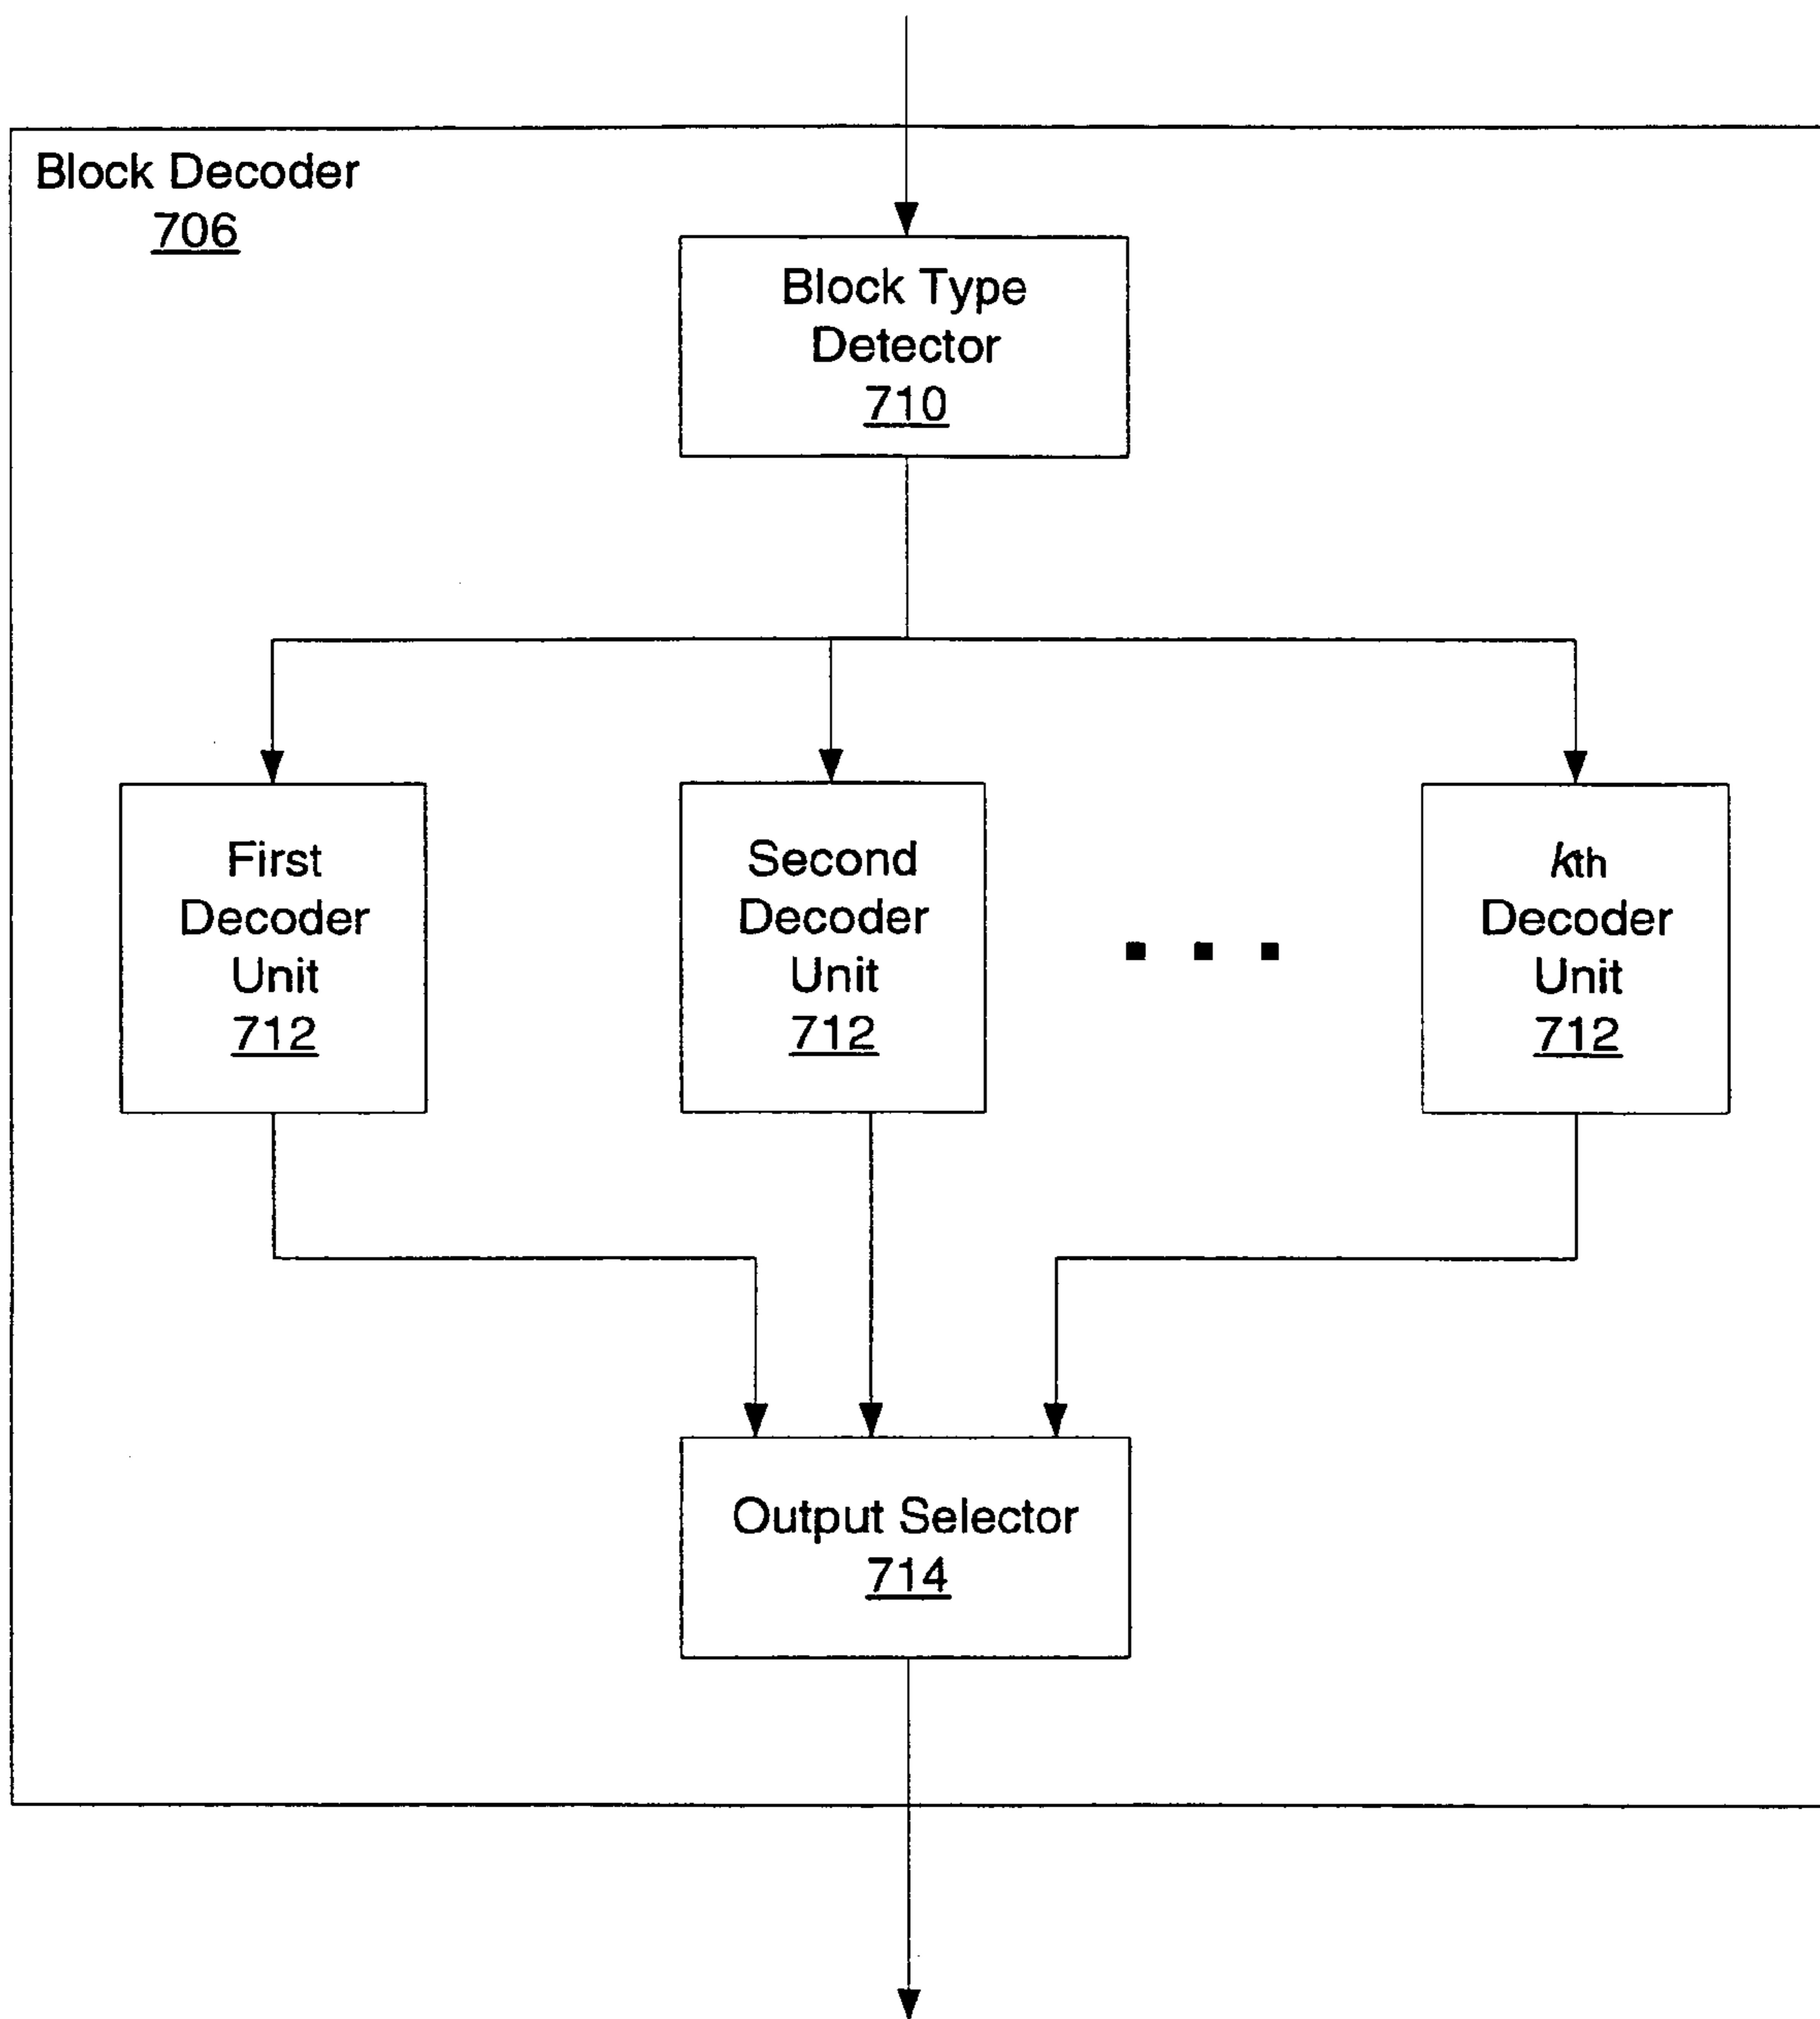 Block Decoder
706
Block Type
Detector
710
First
Decoder
Unit
712
Second
Decoder
Unit
712
kth
Decoder
Unit
712
Output Selector
714